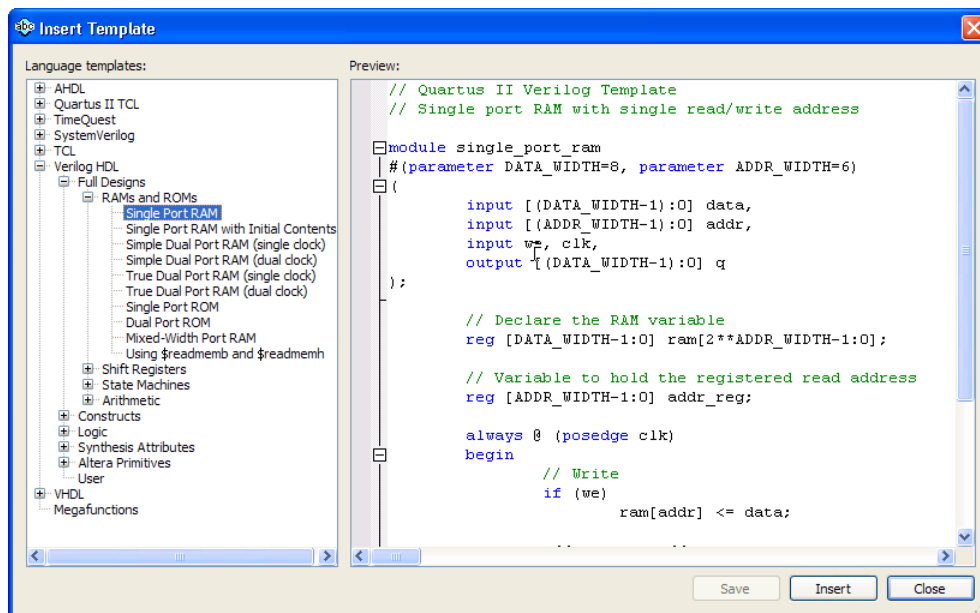 Insert Template
Language templates:
AHDL
Quartus II TCL
TimeQuest
SystemVerilog
TCL
Verilog HDL
Full Designs
RAMs and ROMs
Single Port RAM
Single Port RAM with Initial Contents
Simple Dual Port RAM (single clock)
Simple Dual Port RAM (dual clock)
True Dual Port RAM (single clock)
True Dual Port RAM (dual clock)
Single Port ROM
Dual Port ROM
Mixed-Width Port RAM
Using $readmemb and $readmemh
Shift Registers
State Machines
Arithmetic
Constructs
Logic
Synthesis Attributes
Altera Primitives
User
VHDL
Megafunctions
Preview:
// Quartus II Verilog Template
// Single port RAM with single read/write address
module single_port_ram
#(parameter DATA_WIDTH=8, parameter ADDR_WIDTH=6)
(
input [(DATA_WIDTH-1):0] data,
input [(ADDR_WIDTH-1):0] addr,
input we, clk,
output [(DATA_WIDTH-1):0] q
);
// Declare the RAM variable
reg [DATA_WIDTH-1:0] ram[2**ADDR_WIDTH-1:0];
// Variable to hold the registered read address
reg [ADDR_WIDTH-1:0] addr_reg;
always @ (posedge clk)
begin
// Write
if (we)
ram[addr] <= data;
Save
Insert
Close